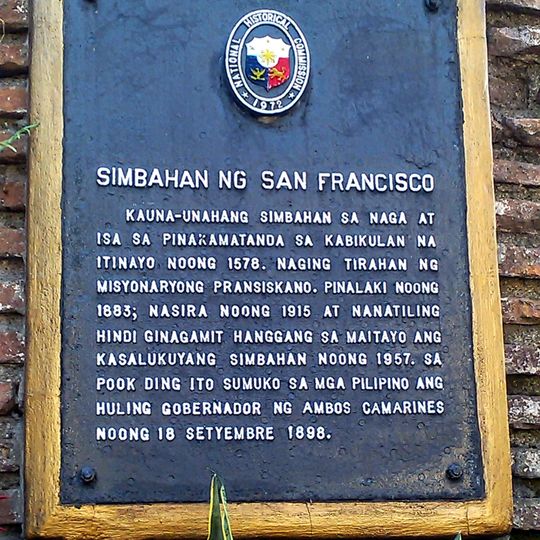 NATIONAL HISTORICAL COMMISSION
1972
SIMBAHAN NG SAN FRANCISCO
KAUNA-UNAHANG SIMBAHAN SA NAGA AT
ISA SA PINAKAMATANDA SA KABIKULAN NA
ITINAYO NOONG 1578. NAGING TIRAHAN NG
MISYONARYONG PRANSISKANO. PINALAKI NOONG
1883; NASIRA NOONG 1915 AT NANATILING
HINDI GINAGAMIT HANGGANG SA MAITAYO ANG
KASALUKUYANG SIMBAHAN NOONG 1957. SA
POOK DING ITO SUMUKO SA MGA PILIPINO ANG
HULING GOBERNADOR NG AMBOS CAMARINES
NOONG 18 SETYEMBRE 1898.